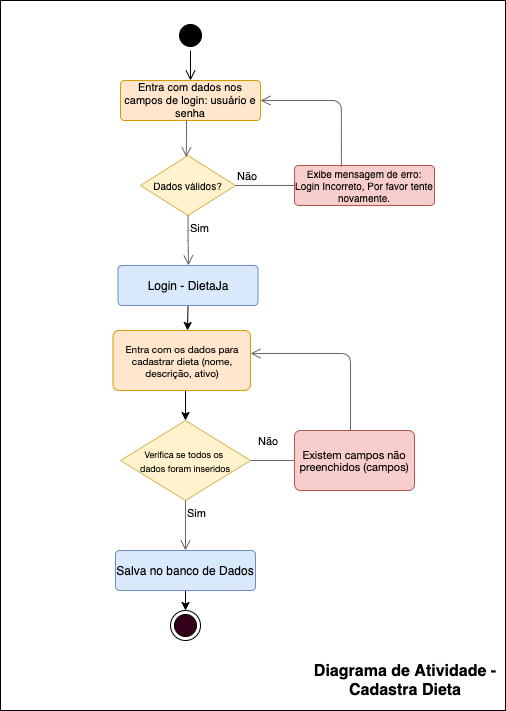 Entra com dados nos
campos de login: usuário e
senha
Dados válidos?
Não
Exibe mensagem de erro:
Login Incorreto, Por favor tente
novamente.
Sim
Login - DietaJa
Entra com os dados para
cadastrar dieta (nome,
descrição, ativo)
Verifica se todos os
dados foram inseridos
Não
Existem campos não
preenchidos (campos)
Sim
Salva no banco de Dados
Diagrama de Atividade -
Cadastra Dieta